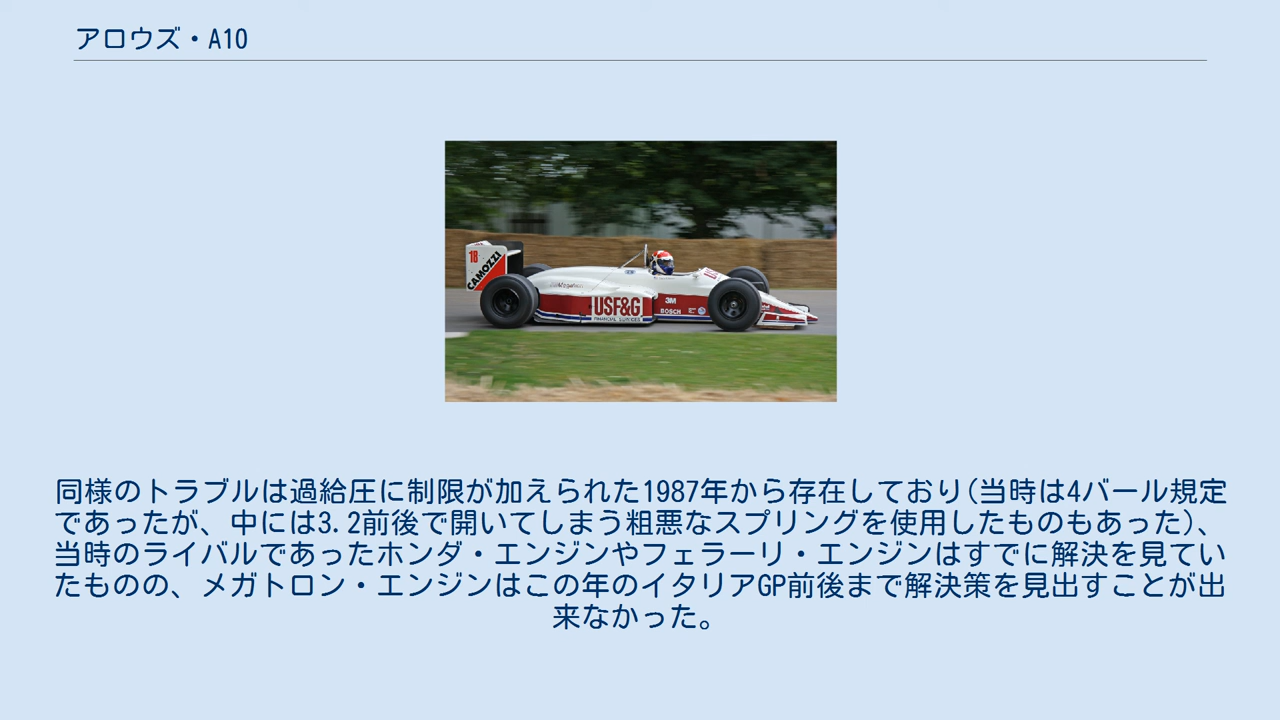 アロウズ・A10
18
CAMOZZI
USF&G
FINANCIAL SERVICES
3M
BOSCH
同様のトラブルは過給圧に制限が加えられた1987年から存在しており(当時は4バール規定
であったが、中には3.2前後で開いてしまう粗悪なスプリングを使用したものもあった)、
当時のライバルであったホンダ・エンジンやフェラーリ・エンジンはすでに解決を見てい
たものの、メガトロン・エンジンはこの年のイタリアGP前後まで解決策を見出すことが出
来なかった。